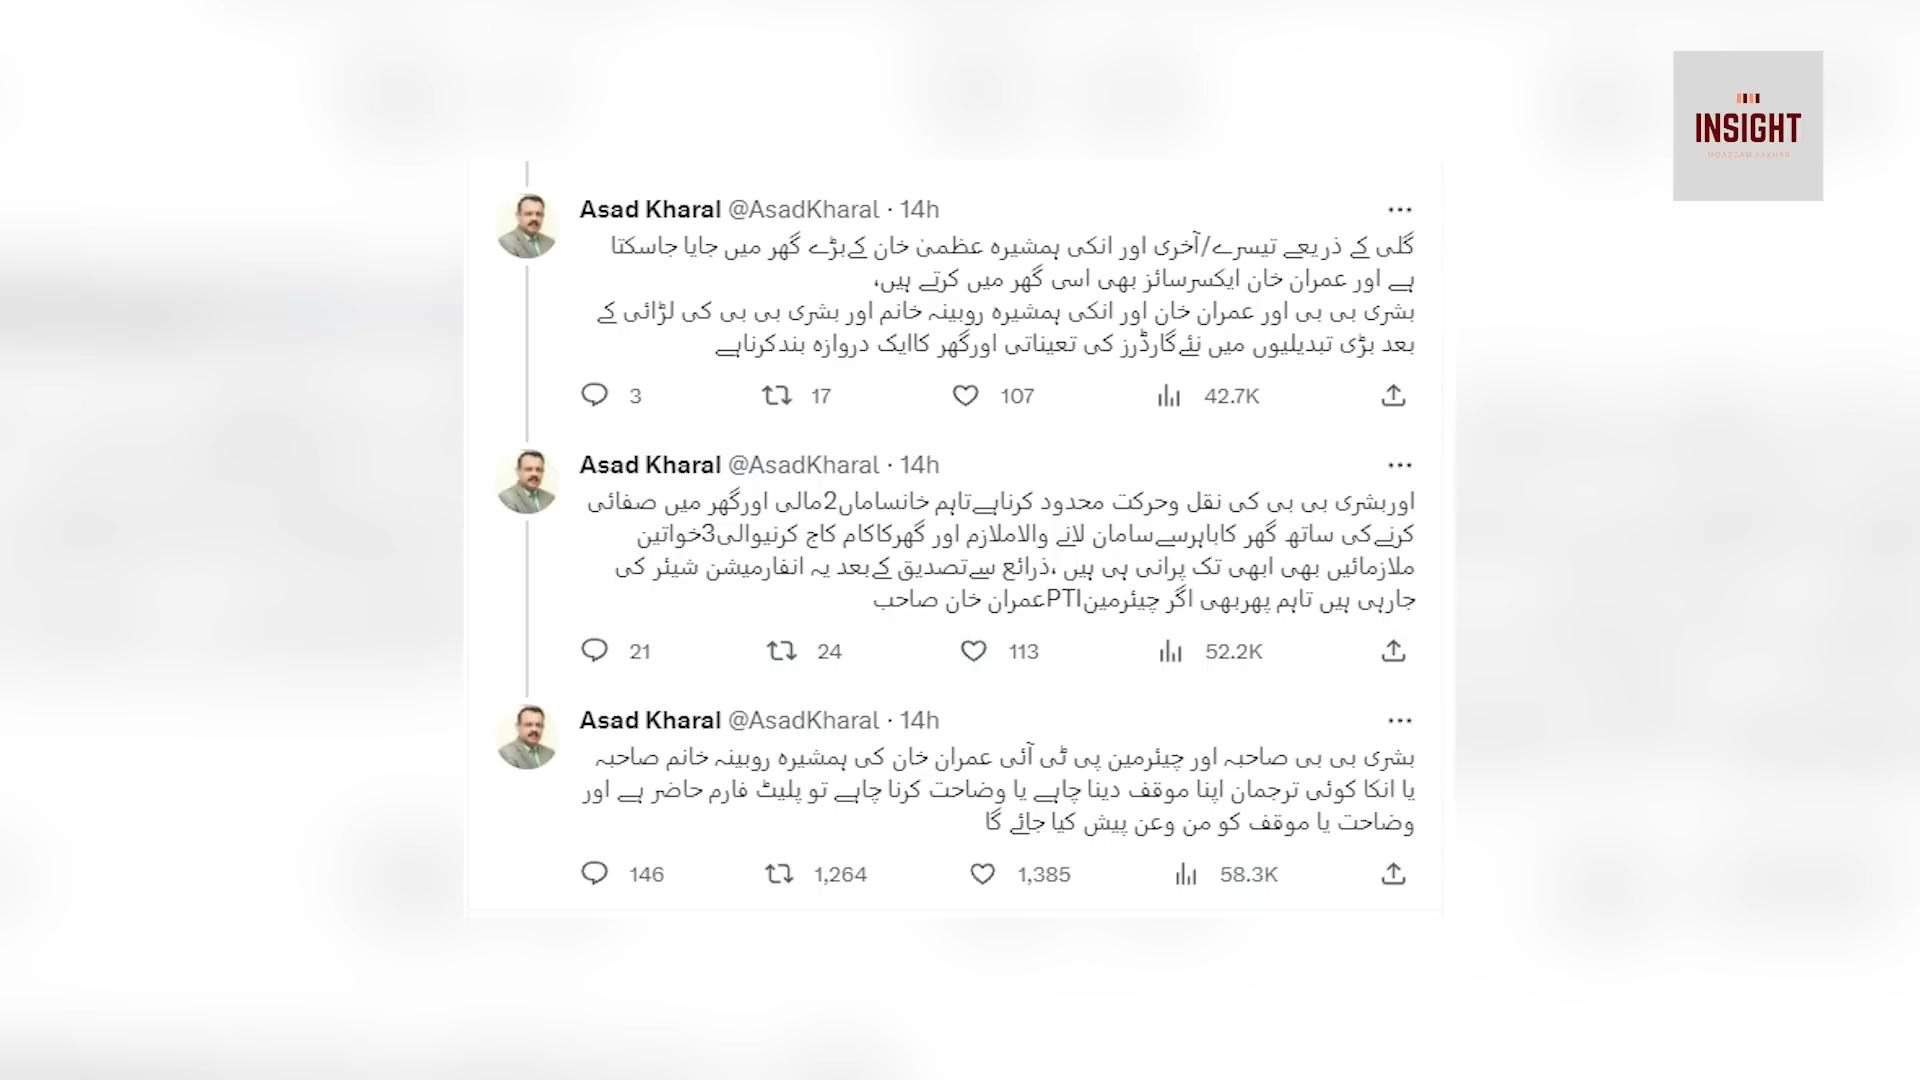 INSIGHT
MOAZZAM FAKHAR
Asad Kharal @AsadKharal · 14h
گلی کے ذریعے تیسرے/آخری اور انکی ہمشیرہ عظمیٰ خان کےبڑے گھر میں جایا جاسکتا
ہے اور عمران خان ایکسرسائز بھی اسی گھر میں کرتے ہیں،
بشری بی بی اور عمران خان اور انکی ہمشیرہ روبینہ خانم اور بشری بی بی کی لڑائی کے
بعد بڑی تبدیلیوں میں نئےگارڈرز کی تعیناتی اورگھر کاایک دروازہ بندکرناہے
3 17 107 42.7K
Asad Kharal @AsadKharal · 14h
اوربشری بی بی کی نقل وحرکت محدود کرناہےتاہم خانساماں2مالی اورگھر میں صفائی
کرنےکی ساتھ گھر کاباہرسےسامان لانے والاملازم اور گھرکاکام کاج کرنیوالی3خواتین
ملازمائیں بھی ابھی تک پرانی ہی ہیں ،ذرائع سےتصدیق کےبعد یہ انفارمیشن شیئر کی
جارہی ہیں تاہم پھربھی اگر چیئرمینPTIعمران خان صاحب
21 24 113 52.2K
Asad Kharal @AsadKharal · 14h
بشری بی بی صاحبہ اور چیئرمین پی ٹی آئی عمران خان کی ہمشیرہ روبینہ خانم صاحبہ
یا انکا کوئی ترجمان اپنا موقف دینا چاہے یا وضاحت کرنا چاہے تو پلیٹ فارم حاضر ہے اور
وضاحت یا موقف کو من وعن پیش کیا جائے گا
146 1,264 1,385 58.3K